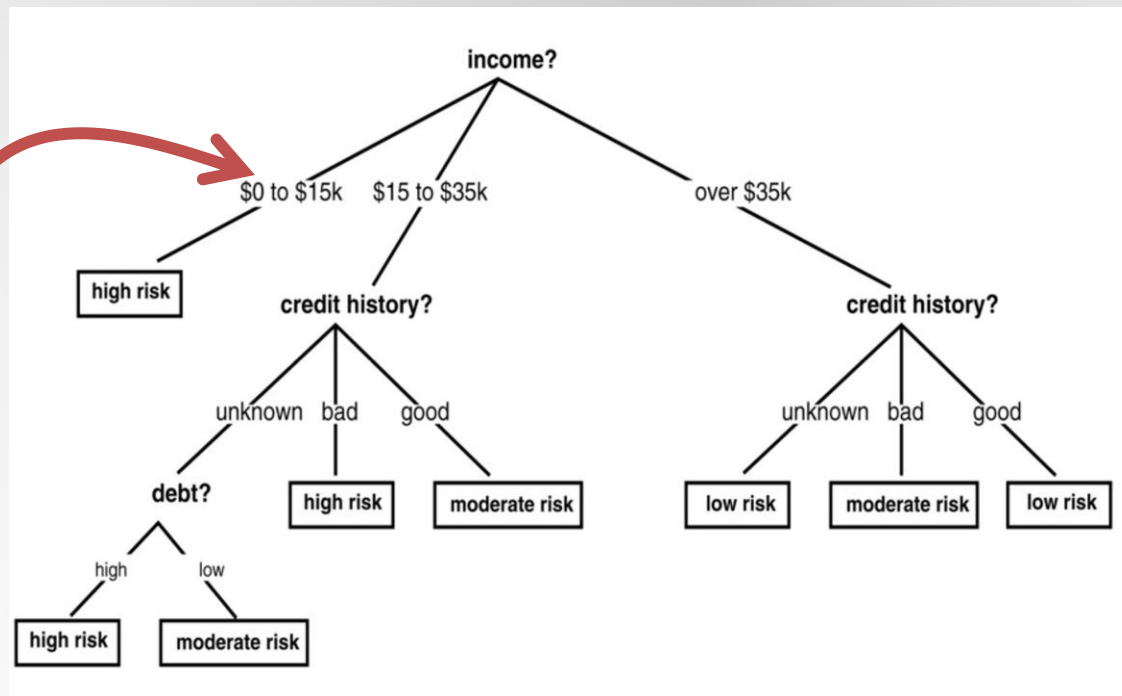 income?
$0 to $15k $15 to $35k over $35k
high risk
credit history? credit history?
unknown bad good unknown bad good
debt? high risk moderate risk low risk moderate risk low risk
high low
high risk moderate risk